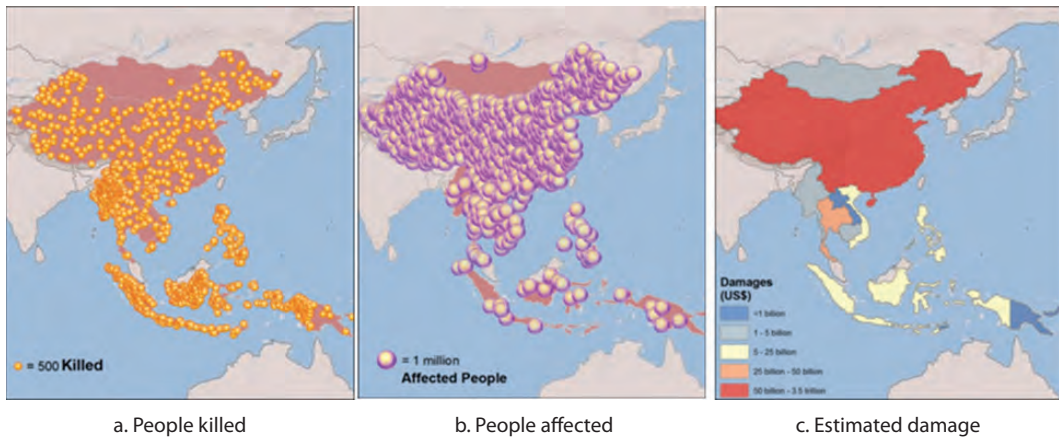 = 500 Killed
= 1 million
Affected People
Damages
(US$)
<1 billion
1 - 5 billion
5 - 25 billion
25 billion - 50 billion
50 billion - 3.5 trillion
a. People killed
b. People affected
c. Estimated damage